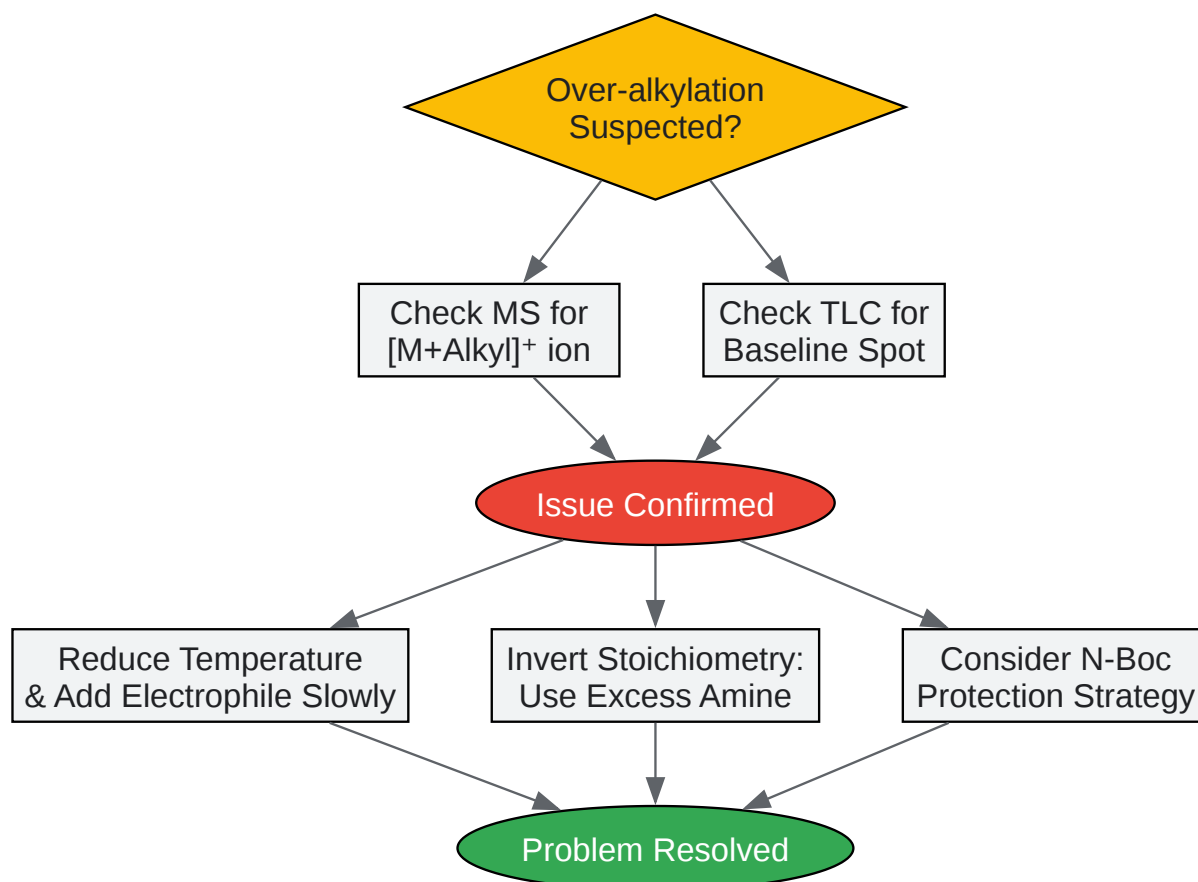 Over-alkylation
Suspected?
Check MS for
[M+Alkyl]⁺ ion
Check TLC for
Baseline Spot
Issue Confirmed
Reduce Temperature
& Add Electrophile Slowly
Invert Stoichiometry:
Use Excess Amine
Consider N-Boc
Protection Strategy
Problem Resolved